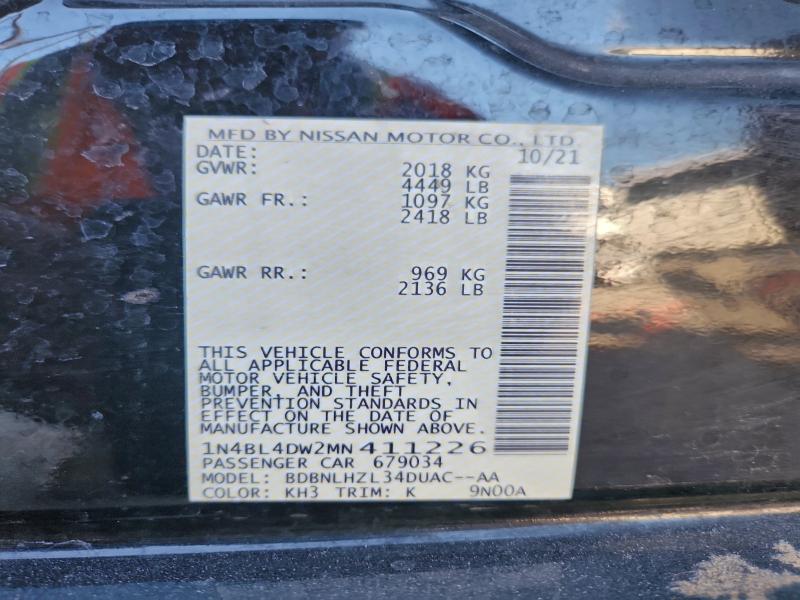 MFD BY NISSAN MOTOR CO., LTD.
DATE: 10/21
GVWR: 2018 KG
4449 LB
GAWR FR.: 1097 KG
2418 LB
GAWR RR.: 969 KG
2136 LB
THIS VEHICLE CONFORMS TO
ALL APPLICABLE FEDERAL
MOTOR VEHICLE SAFETY,
BUMPER, AND THEFT
PREVENTION STANDARDS IN
EFFECT ON THE DATE OF
MANUFACTURE SHOWN ABOVE.
1N4BL4DW2MN411226
PASSENGER CAR 679034
MODEL: BDBNLHZL34DUAC--AA
COLOR: KH3 TRIM: K 9N00A